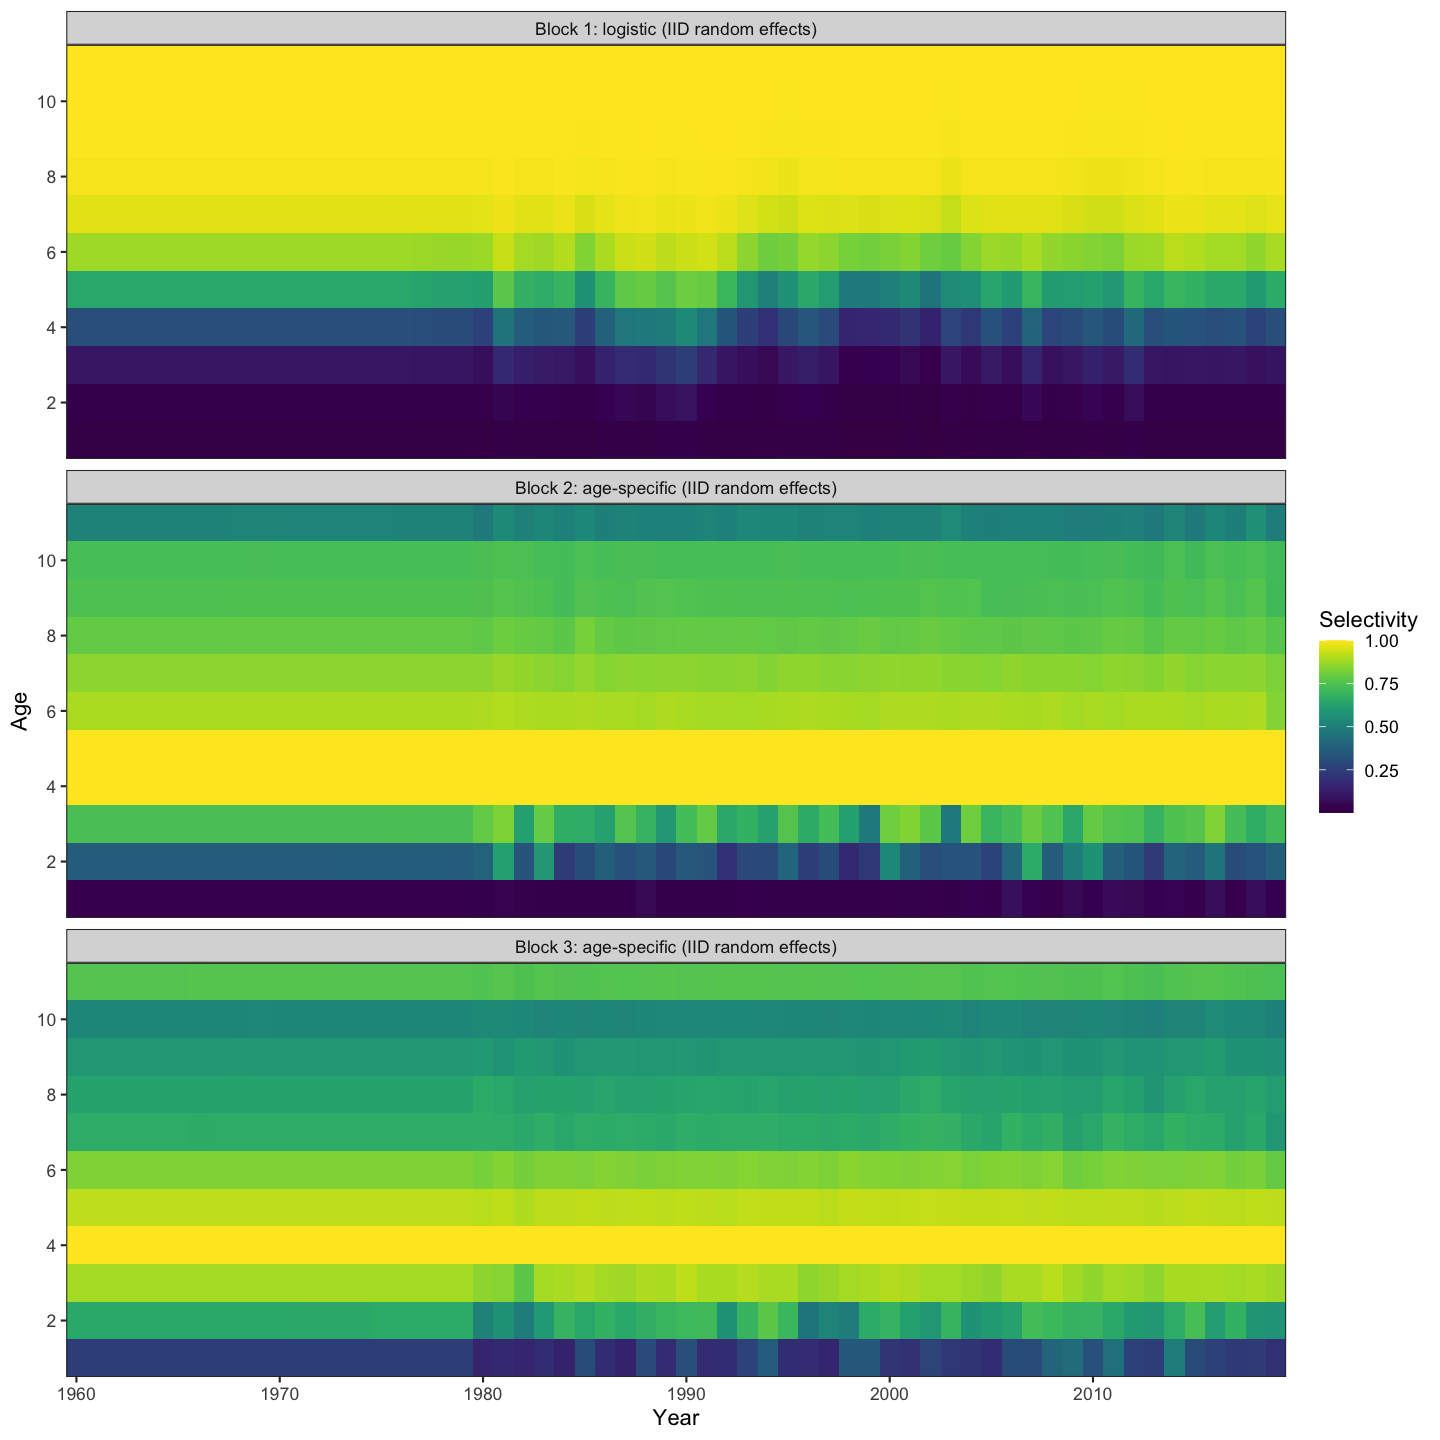 Block 1: logistic (IID random effects)
10
8
6
4
2
Block 2: age-specific (IID random effects)
10
8
6
4
2
Age
Selectivity
1.00
0.75
0.50
0.25
Block 3: age-specific (IID random effects)
10
8
6
4
2
1960 1970 1980 1990 2000 2010
Year